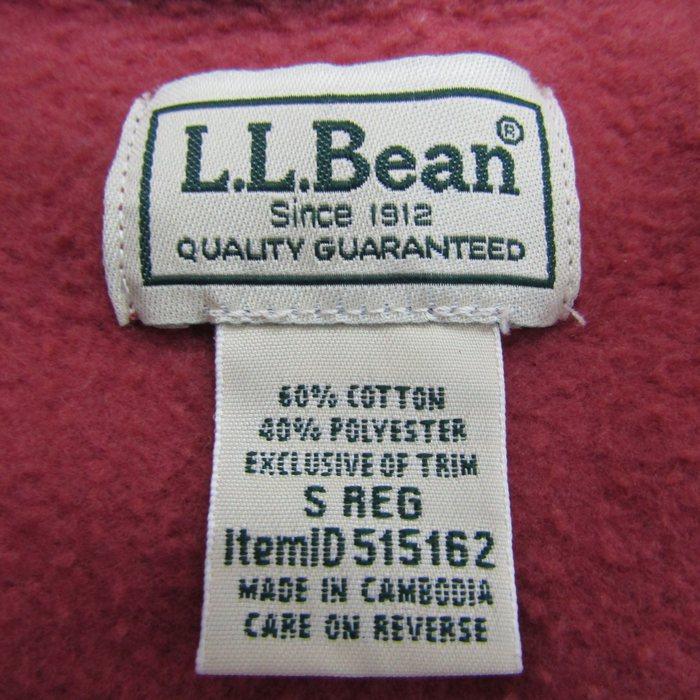 L.L.Bean®
Since 1912
QUALITY GUARANTEED
60% COTTON
40% POLYESTER
EXCLUSIVE OF TRIM
S REG
ItemID 515162
MADE IN CAMBODIA
CARE ON REVERSE